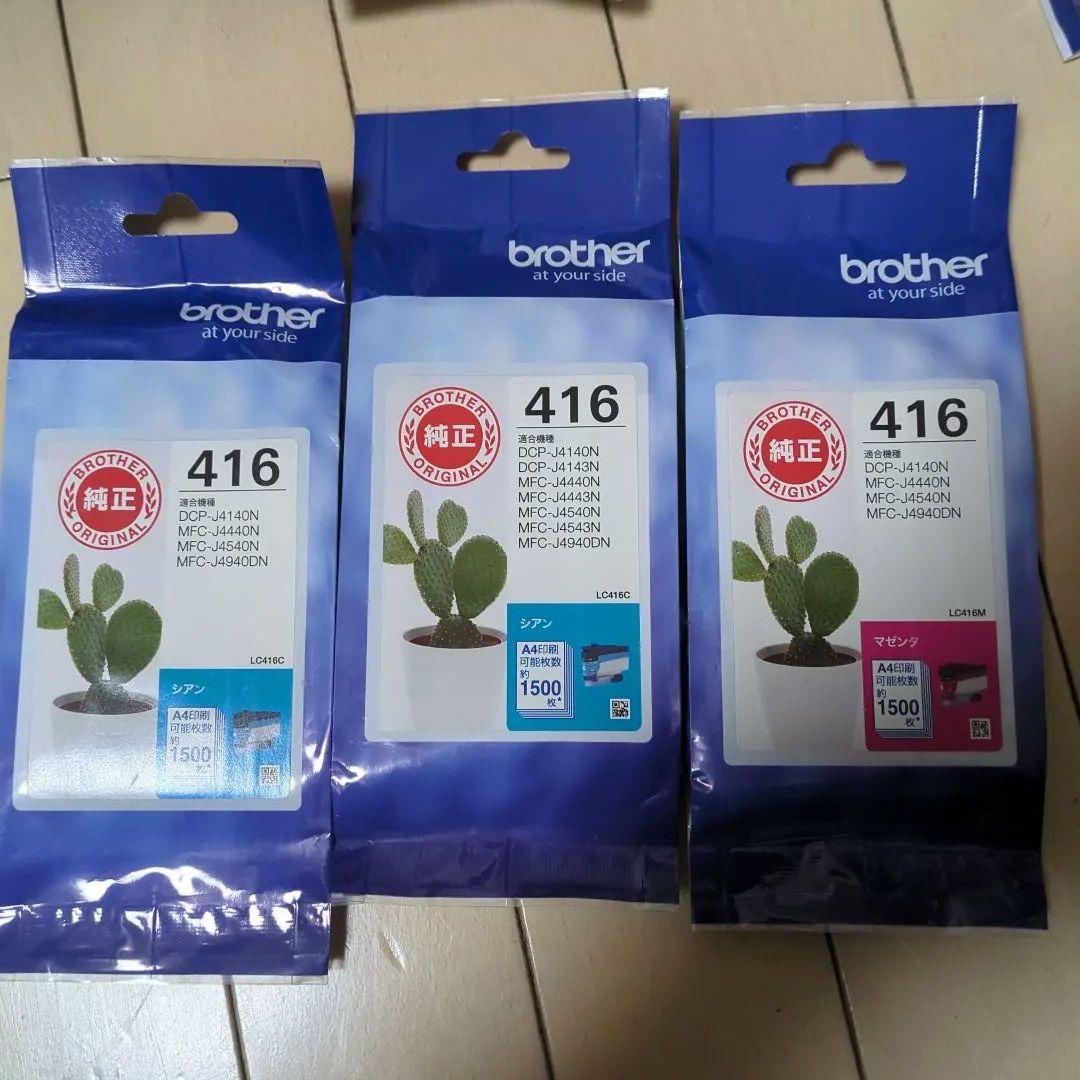 brother
at your side
BROTHER
純正
ORIGINAL
416
適合機種
DCP-J4140N
MFC-J4440N
MFC-J4540N
MFC-J4940DN
LC416C
シアン
A4印刷
可能枚数
約
1500
枚*
brother
at your side
BROTHER
純正
ORIGINAL
416
適合機種
DCP-J4140N
DCP-J4143N
MFC-J4440N
MFC-J4443N
MFC-J4540N
MFC-J4543N
MFC-J4940DN
LC416C
シアン
A4印刷
可能枚数
約
1500
枚*
brother
at your side
BROTHER
純正
ORIGINAL
416
適合機種
DCP-J4140N
MFC-J4440N
MFC-J4540N
MFC-J4940DN
LC416M
マゼンタ
A4印刷
可能枚数
約
1500
枚*